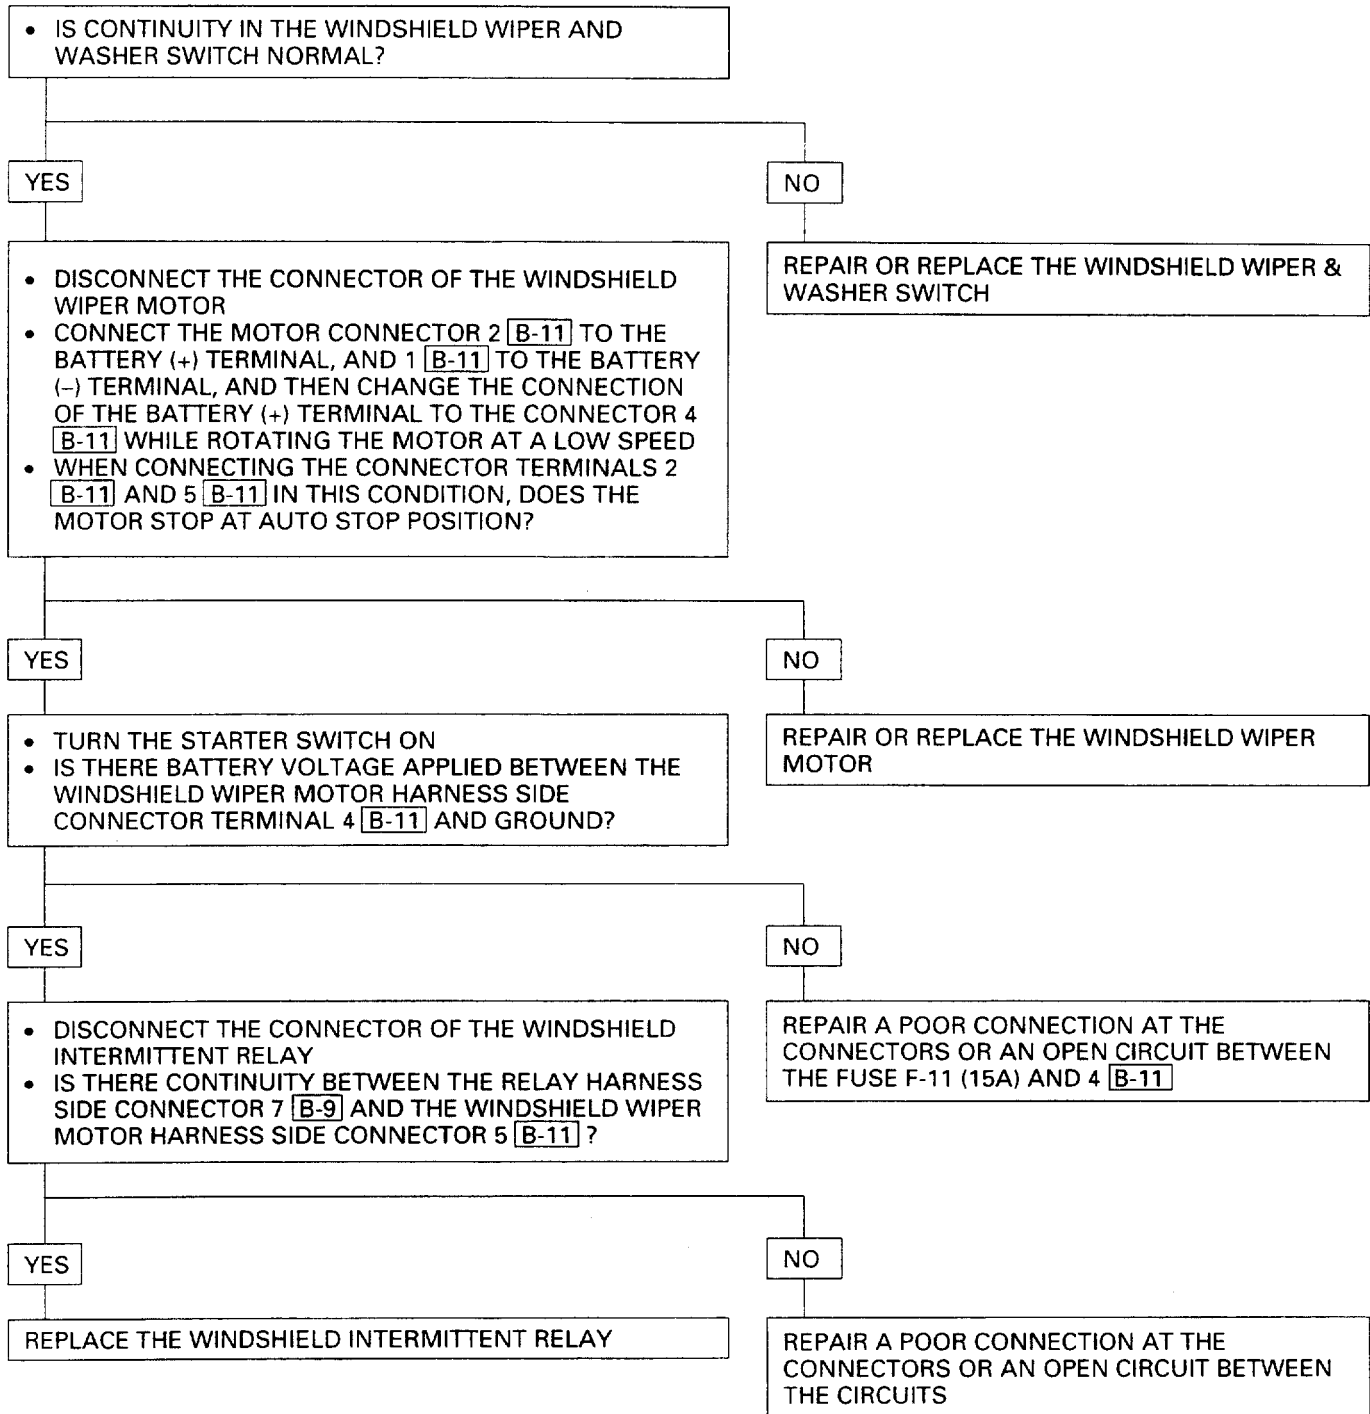 • IS CONTINUITY IN THE WINDSHIELD WIPER AND
WASHER SWITCH NORMAL?
YES
NO
• DISCONNECT THE CONNECTOR OF THE WINDSHIELD
WIPER MOTOR
• CONNECT THE MOTOR CONNECTOR 2 B-11 TO THE
BATTERY (+) TERMINAL, AND 1 B-11 TO THE BATTERY
(–) TERMINAL, AND THEN CHANGE THE CONNECTION
OF THE BATTERY (+) TERMINAL TO THE CONNECTOR 4
B-11 WHILE ROTATING THE MOTOR AT A LOW SPEED
• WHEN CONNECTING THE CONNECTOR TERMINALS 2
B-11 AND 5 B-11 IN THIS CONDITION, DOES THE
MOTOR STOP AT AUTO STOP POSITION?
REPAIR OR REPLACE THE WINDSHIELD WIPER &
WASHER SWITCH
YES
NO
• TURN THE STARTER SWITCH ON
• IS THERE BATTERY VOLTAGE APPLIED BETWEEN THE
WINDSHIELD WIPER MOTOR HARNESS SIDE
CONNECTOR TERMINAL 4 B-11 AND GROUND?
REPAIR OR REPLACE THE WINDSHIELD WIPER
MOTOR
YES
NO
• DISCONNECT THE CONNECTOR OF THE WINDSHIELD
INTERMITTENT RELAY
• IS THERE CONTINUITY BETWEEN THE RELAY HARNESS
SIDE CONNECTOR 7 B-9 AND THE WINDSHIELD WIPER
MOTOR HARNESS SIDE CONNECTOR 5 B-11 ?
REPAIR A POOR CONNECTION AT THE
CONNECTORS OR AN OPEN CIRCUIT BETWEEN
THE FUSE F-11 (15A) AND 4 B-11
YES
NO
REPLACE THE WINDSHIELD INTERMITTENT RELAY
REPAIR A POOR CONNECTION AT THE
CONNECTORS OR AN OPEN CIRCUIT BETWEEN
THE CIRCUITS